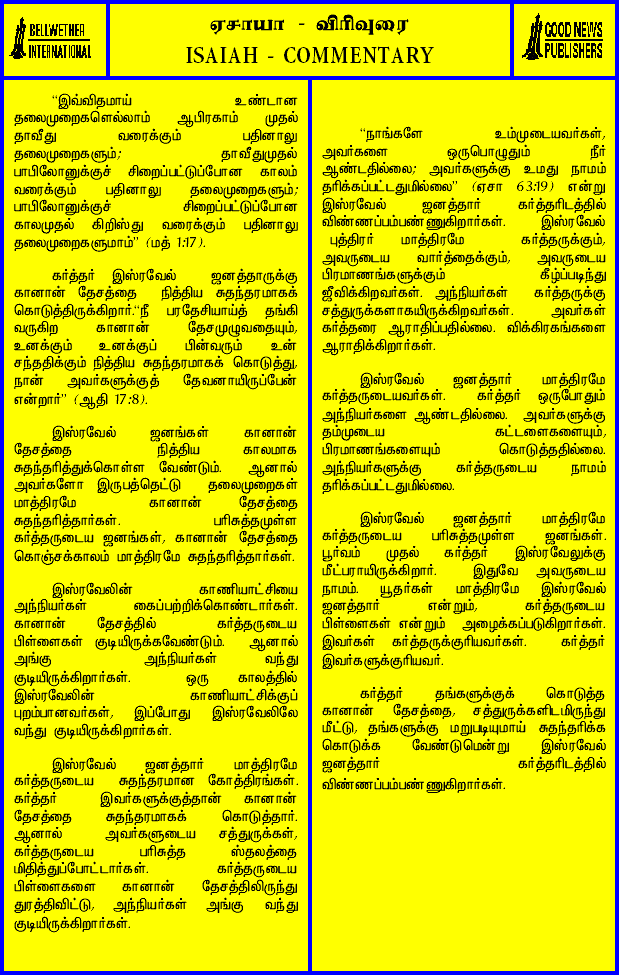 BELLWETHER
INTERNATIONAL
ஏசாயா - விரிவுரை
ISAIAH - COMMENTARY
GOOD NEWS
PUBLISHERS
“இவ்விதமாய் உண்டான
தலைமுறைகளெல்லாம் ஆபிரகாம் முதல்
தாவீது வரைக்கும் பதினாலு
தலைமுறைகளும்; தாவீதுமுதல்
பாபிலோனுக்குச் சிறைப்பட்டுப்போன காலம்
வரைக்கும் பதினாலு தலைமுறைகளும்;
பாபிலோனுக்குச் சிறைப்பட்டுப்போன
காலமுதல் கிறிஸ்து வரைக்கும் பதினாலு
தலைமுறைகளுமாம்” (மத் 1:17).
கர்த்தர் இஸ்ரவேல் ஜனத்தாருக்கு
கானான் தேசத்தை நித்திய சுதந்தரமாகக்
கொடுத்திருக்கிறார்.“நீ பரதேசியாய்த் தங்கி
வருகிற கானான் தேசமுழுவதையும்,
உனக்கும் உனக்குப் பின்வரும் உன்
சந்ததிக்கும் நித்திய சுதந்தரமாகக் கொடுத்து,
நான் அவர்களுக்குத் தேவனாயிருப்பேன்
என்றார்” (ஆதி 17:8).
இஸ்ரவேல் ஜனங்கள் கானான்
தேசத்தை நித்திய காலமாக
சுதந்தரித்துக்கொள்ள வேண்டும். ஆனால்
அவர்களோ இருபத்தெட்டு தலைமுறைகள்
மாத்திரமே கானான் தேசத்தை
சுதந்தரித்தார்கள். பரிசுத்தமுள்ள
கர்த்தருடைய ஜனங்கள், கானான் தேசத்தை
கொஞ்சக்காலம் மாத்திரமே சுதந்தரித்தார்கள்.
இஸ்ரவேலின் காணியாட்சியை
அந்நியர்கள் கைப்பற்றிக்கொண்டார்கள்.
கானான் தேசத்தில் கர்த்தருடைய
பிள்ளைகள் குடியிருக்கவேண்டும். ஆனால்
அங்கு அந்நியர்கள் வந்து
குடியிருக்கிறார்கள். ஒரு காலத்தில்
இஸ்ரவேலின் காணியாட்சிக்குப்
புறம்பானவர்கள், இப்போது இஸ்ரவேலிலே
வந்து குடியிருக்கிறார்கள்.
இஸ்ரவேல் ஜனத்தார் மாத்திரமே
கர்த்தருடைய சுதந்தரமான கோத்திரங்கள்.
கர்த்தர் இவர்களுக்குத்தான் கானான்
தேசத்தை சுதந்தரமாகக் கொடுத்தார்.
ஆனால் அவர்களுடைய சத்துருக்கள்,
கர்த்தருடைய பரிசுத்த ஸ்தலத்தை
மிதித்துப்போட்டார்கள். கர்த்தருடைய
பிள்ளைகளை கானான் தேசத்திலிருந்து
துரத்திவிட்டு, அந்நியர்கள் அங்கு வந்து
குடியிருக்கிறார்கள்.
“நாங்களே உம்முடையவர்கள்,
அவர்களை ஒருபொழுதும் நீர்
ஆண்டதில்லை; அவர்களுக்கு உமது நாமம்
தரிக்கப்பட்டதுமில்லை” (ஏசா 63:19) என்று
இஸ்ரவேல் ஜனத்தார் கர்த்தரிடத்தில்
விண்ணப்பம்பண்ணுகிறார்கள். இஸ்ரவேல்
புத்திரர் மாத்திரமே கர்த்தருக்கும்,
அவருடைய வார்த்தைக்கும், அவருடைய
பிரமாணங்களுக்கும் கீழ்ப்படிந்து
ஜீவிக்கிறவர்கள். அந்நியர்கள் கர்த்தருக்கு
சத்துருக்களாகயிருக்கிறவர்கள். அவர்கள்
கர்த்தரை ஆராதிப்பதில்லை. விக்கிரகங்களை
ஆராதிக்கிறார்கள்.
இஸ்ரவேல் ஜனத்தார் மாத்திரமே
கர்த்தருடையவர்கள். கர்த்தர் ஒருபோதும்
அந்நியர்களை ஆண்டதில்லை. அவர்களுக்கு
தம்முடைய கட்டளைகளையும்,
பிரமாணங்களையும் கொடுத்ததில்லை.
அந்நியர்களுக்கு கர்த்தருடைய நாமம்
தரிக்கப்பட்டதுமில்லை.
இஸ்ரவேல் ஜனத்தார் மாத்திரமே
கர்த்தருடைய பரிசுத்தமுள்ள ஜனங்கள்.
பூர்வம் முதல் கர்த்தர் இஸ்ரவேலுக்கு
மீட்பராயிருக்கிறார். இதுவே அவருடைய
நாமம். யூதர்கள் மாத்திரமே இஸ்ரவேல்
ஜனத்தார் என்றும், கர்த்தருடைய
பிள்ளைகள் என்றும் அழைக்கப்படுகிறார்கள்.
இவர்கள் கர்த்தருக்குரியவர்கள். கர்த்தர்
இவர்களுக்குரியவர்.
கர்த்தர் தங்களுக்குக் கொடுத்த
கானான் தேசத்தை, சத்துருக்களிடமிருந்து
மீட்டு, தங்களுக்கு மறுபடியுமாய் சுதந்தரிக்க
கொடுக்க வேண்டுமென்று இஸ்ரவேல்
ஜனத்தார் கர்த்தரிடத்தில்
விண்ணப்பம்பண்ணுகிறார்கள்.